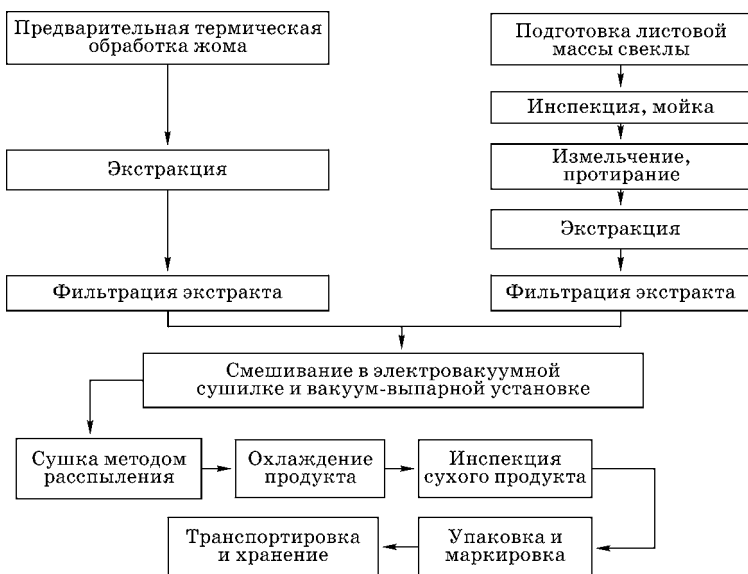 Предварительная термическая
обработка жома
Экстракция
Фильтрация экстракта
Подготовка листовой
массы свеклы
Инспекция, мойка
Измельчение,
протирание
Экстракция
Фильтрация экстракта
Смешивание в электровакуумной
сушилке и вакуум-выпарной установке
Сушка методом
распыления
Охлаждение
продукта
Инспекция
сухого продукта
Упаковка и
маркировка
Транспортировка
и хранение